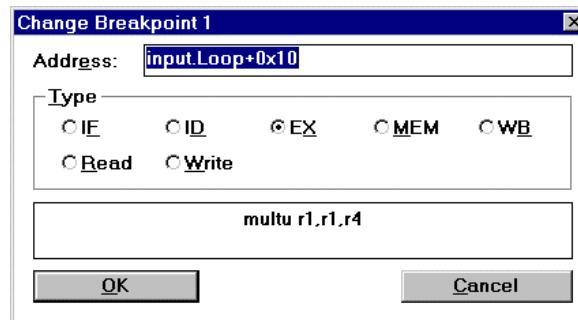 Change Breakpoint 1
Address: input.Loop+0x10
Type
IF ID EX MEM WB
Read Write
multu r1,r1,r4
OK Cancel